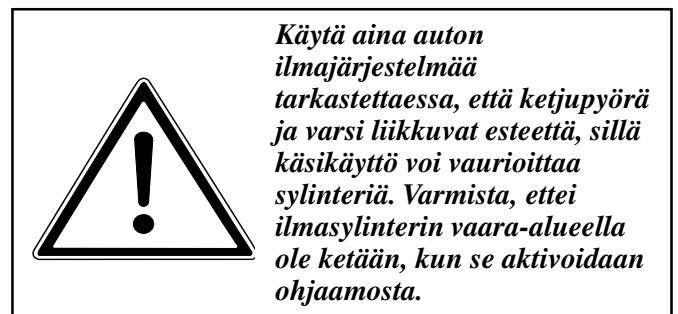 Käytä aina auton
ilmajärjestelmää
tarkastettaessa, että ketjupyörä
ja varsi liikkuvat esteettä, sillä
käsikäyttö voi vaurioittaa
sylinteriä. Varmista, ettei
ilmasylinterin vaara-alueella
ole ketään, kun se aktivoidaan
ohjaamosta.